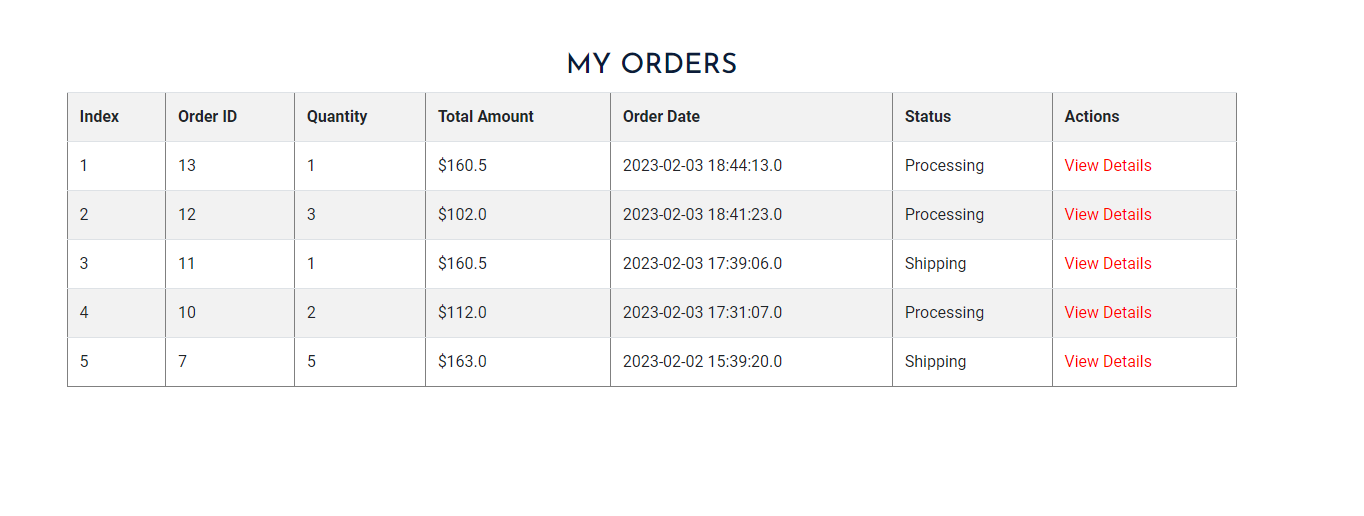 MY ORDERS
Index Order ID Quantity Total Amount Order Date Status Actions
1 13 1 $160.5 2023-02-03 18:44:13.0 Processing View Details
2 12 3 $102.0 2023-02-03 18:41:23.0 Processing View Details
3 11 1 $160.5 2023-02-03 17:39:06.0 Shipping View Details
4 10 2 $112.0 2023-02-03 17:31:07.0 Processing View Details
5 7 5 $163.0 2023-02-02 15:39:20.0 Shipping View Details